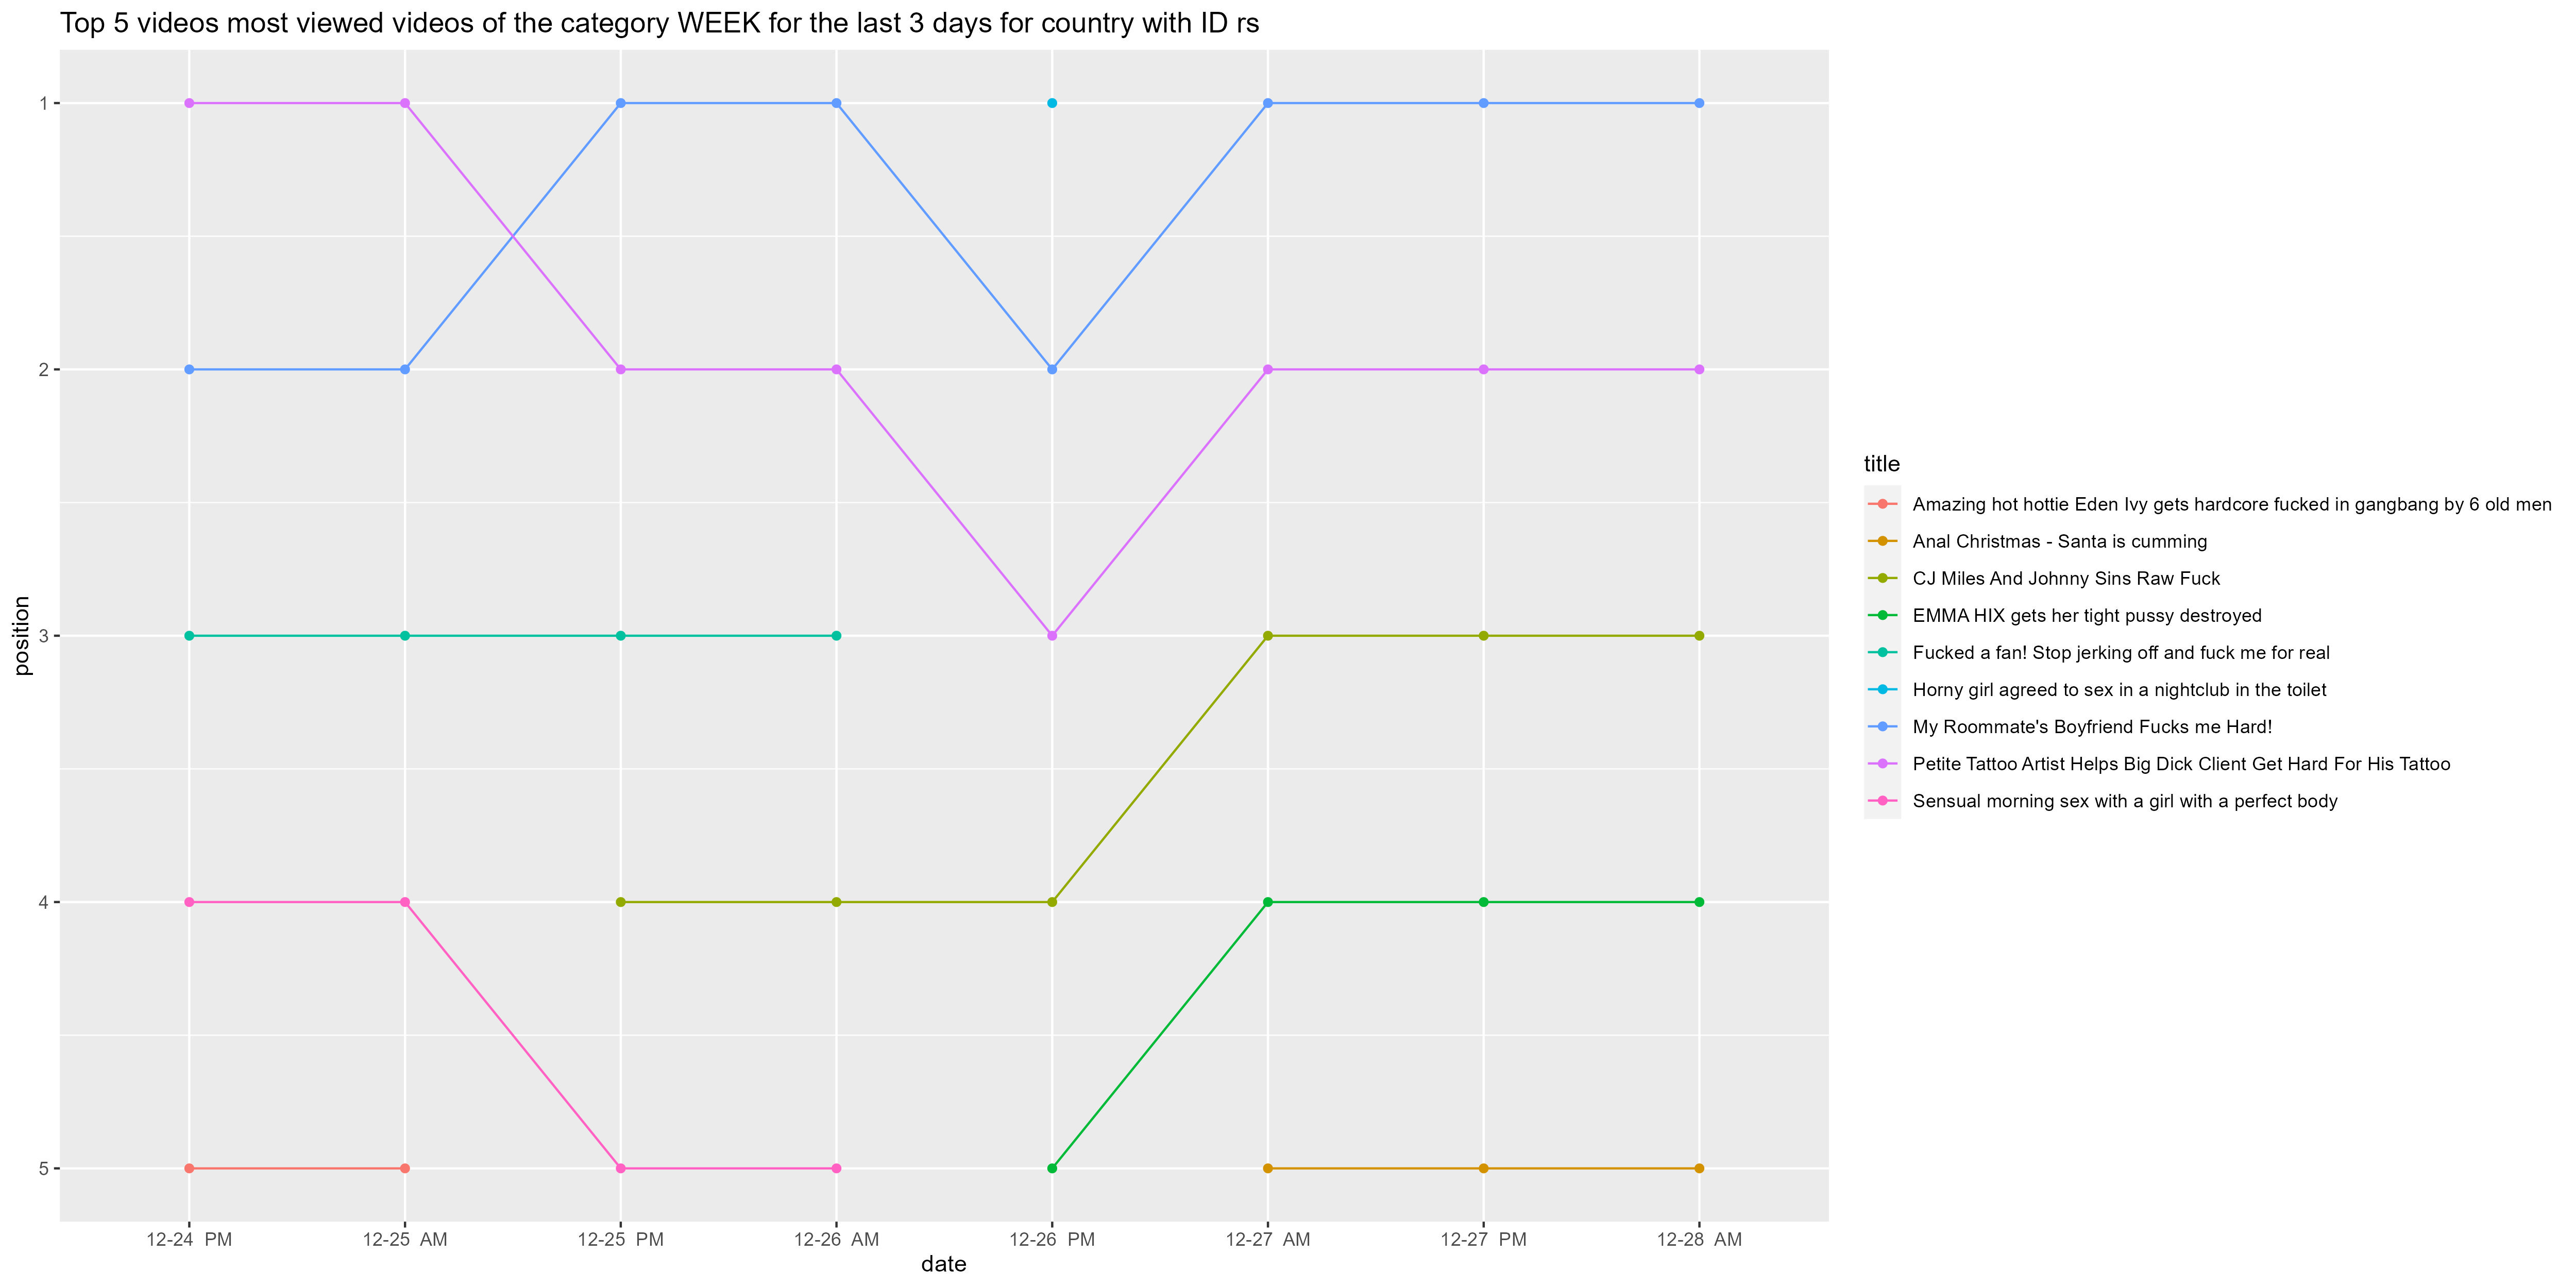 Top 5 videos most viewed videos of the category WEEK for the last 3 days for country with ID rs
position
1
2
3
4
5
12-24 PM
12-25 AM
12-25 PM
12-26 AM
12-26 PM
12-27 AM
12-27 PM
12-28 AM
date
title
Amazing hot hottie Eden Ivy gets hardcore fucked in gangbang by 6 old men
Anal Christmas - Santa is cumming
CJ Miles And Johnny Sins Raw Fuck
EMMA HIX gets her tight pussy destroyed
Fucked a fan! Stop jerking off and fuck me for real
Horny girl agreed to sex in a nightclub in the toilet
My Roommate's Boyfriend Fucks me Hard!
Petite Tattoo Artist Helps Big Dick Client Get Hard For His Tattoo
Sensual morning sex with a girl with a perfect body